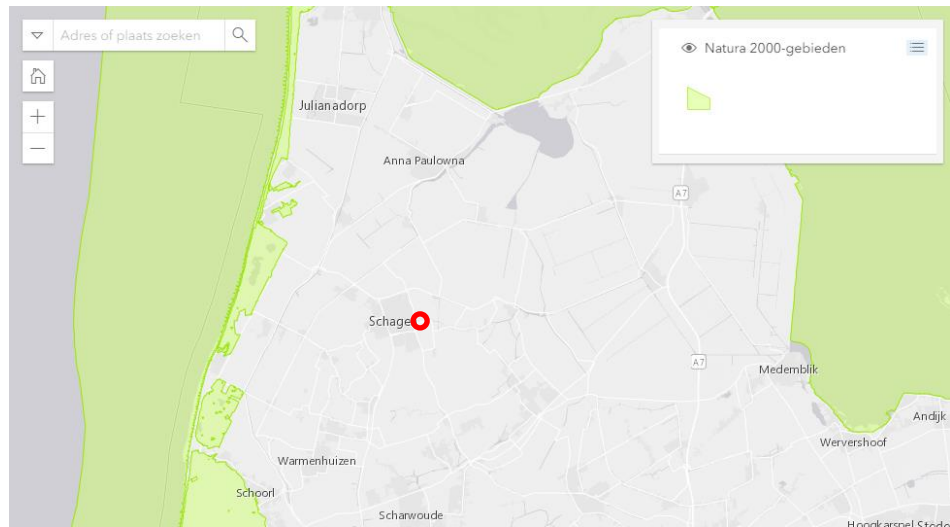 Adres of plaats zoeken
Natura 2000-gebieden
Julianadorp
Anna Paulowna
A7
Schage
A7
Medemblik
Andijk
Wervershoof
Warmenhuizen
Schoorl
Scharwoude
Hoogkarspel Stede